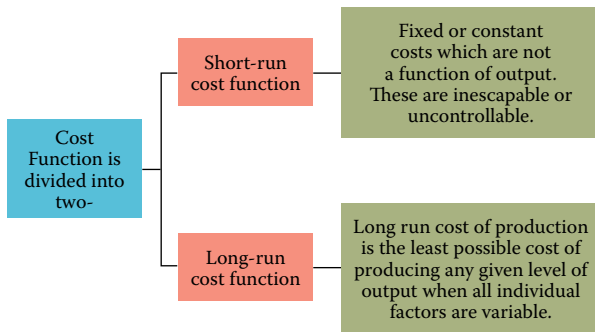 Cost
Function is
divided into
two-
Short-run
cost function
Fixed or constant
costs which are not
a function of output.
These are inescapable or
uncontrollable.
Long-run
cost function
Long run cost of production
is the least possible cost of
producing any given level of
output when all individual
factors are variable.